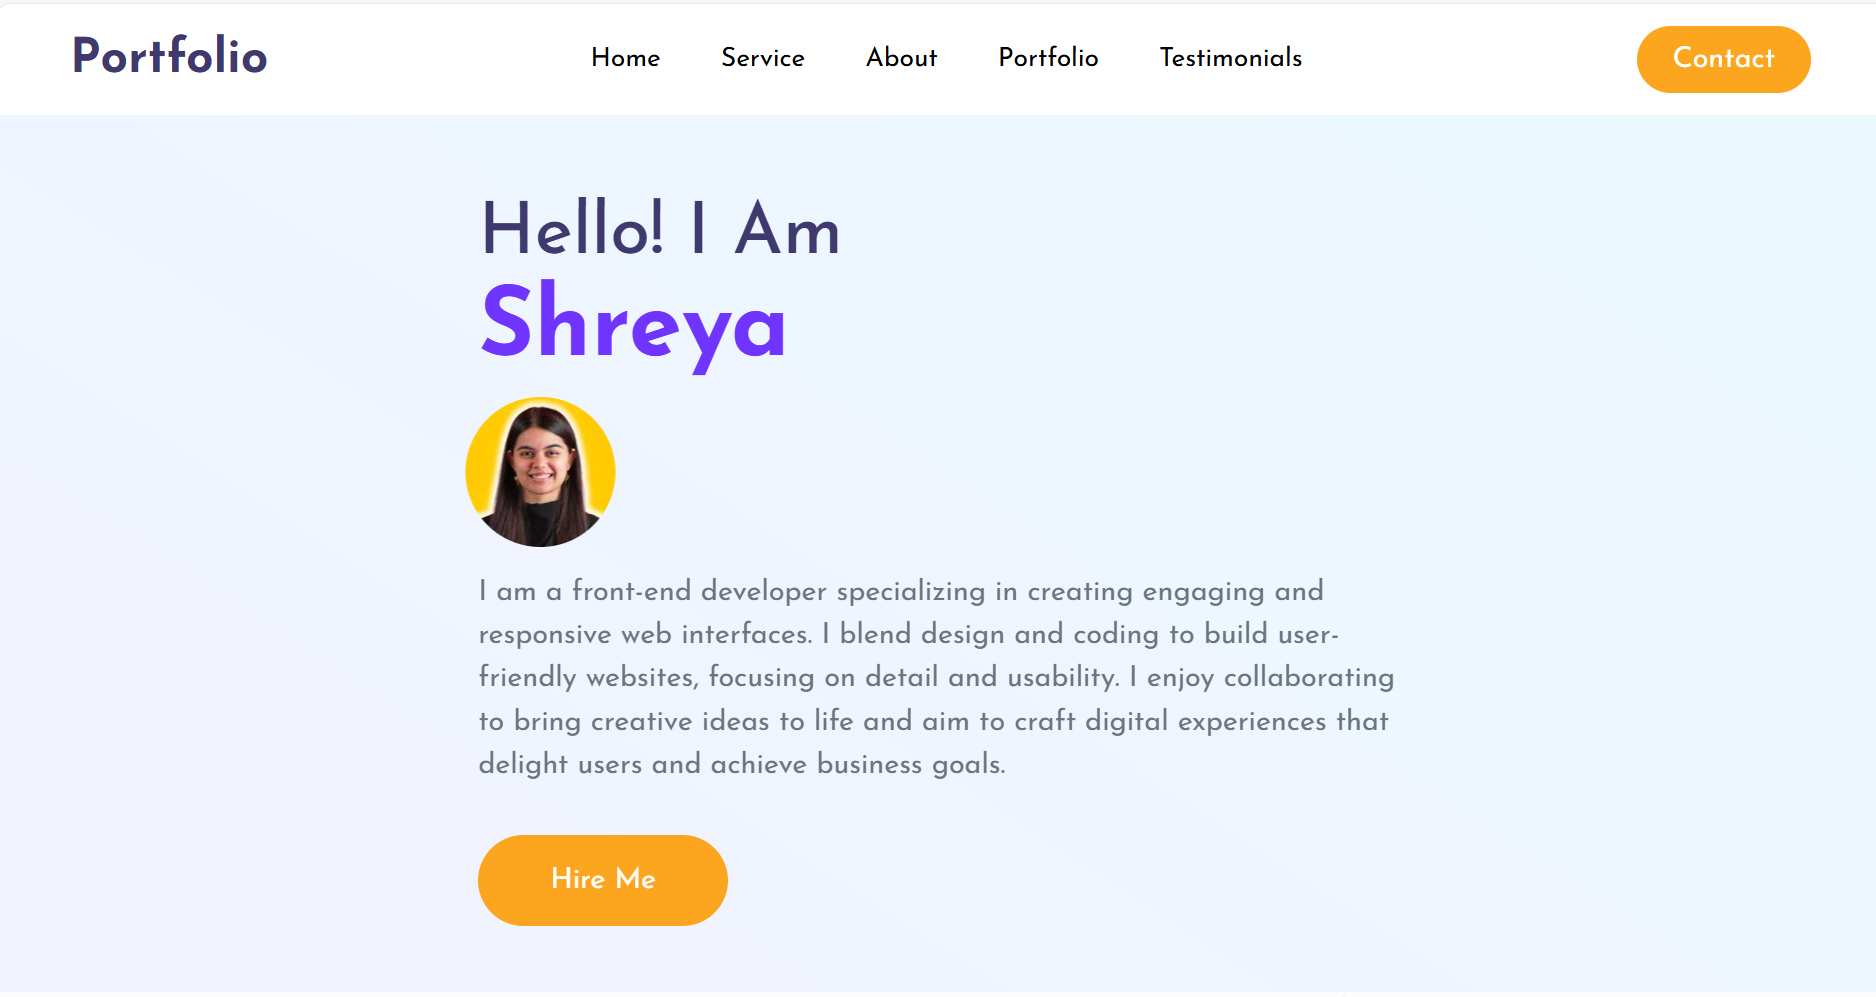 Portfolio
Home Service About Portfolio Testimonials
Contact
Hello! I Am
Shreya
I am a front-end developer specializing in creating engaging and
responsive web interfaces. I blend design and coding to build user-
friendly websites, focusing on detail and usability. I enjoy collaborating
to bring creative ideas to life and aim to craft digital experiences that
delight users and achieve business goals.
Hire Me